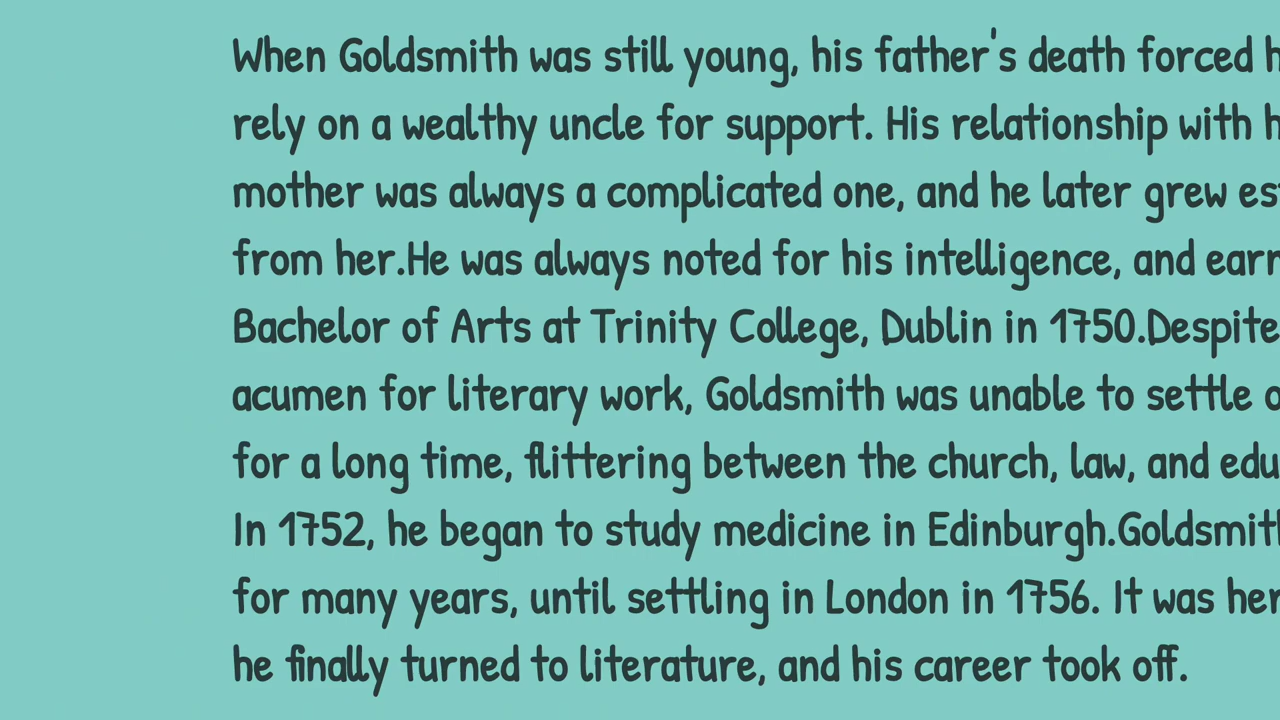 When Goldsmith was still young, his father's death forced
rely on a wealthy uncle for support. His relationship with
mother was always a complicated one, and he later grew
from her.He was always noted for his intelligence, and
Bachelor of Arts at Trinity College, Dublin in 1750.Despite
acumen for literary work, Goldsmith was unable to settle
for a long time, flittering between the church, law, and
In 1752, he began to study medicine in Edinburgh.Goldsmith
for many years, until settling in London in 1756. It was
he finally turned to literature, and his career took off.